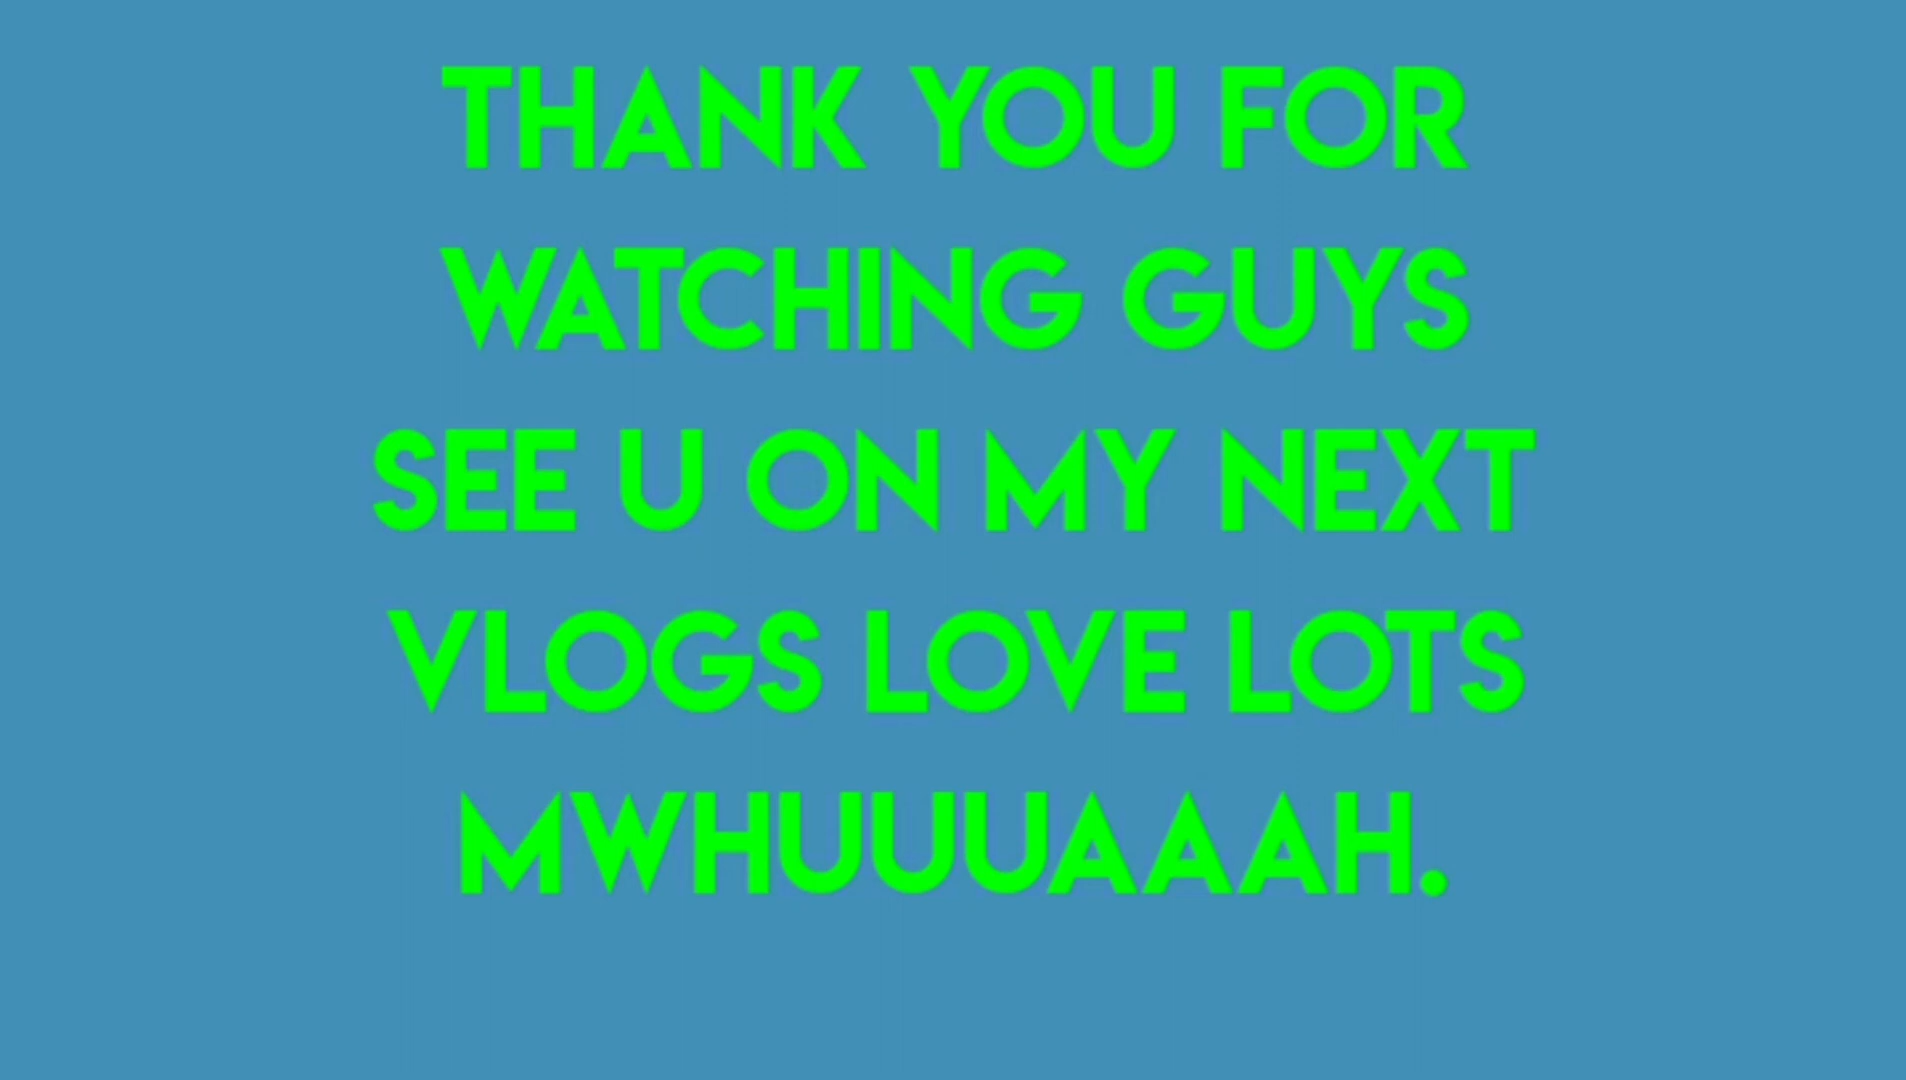 THANK YOU FOR
WATCHING GUYS
SEE U ON MY NEXT
VLOGS LOVE LOTS
MWHUUUAAAH.